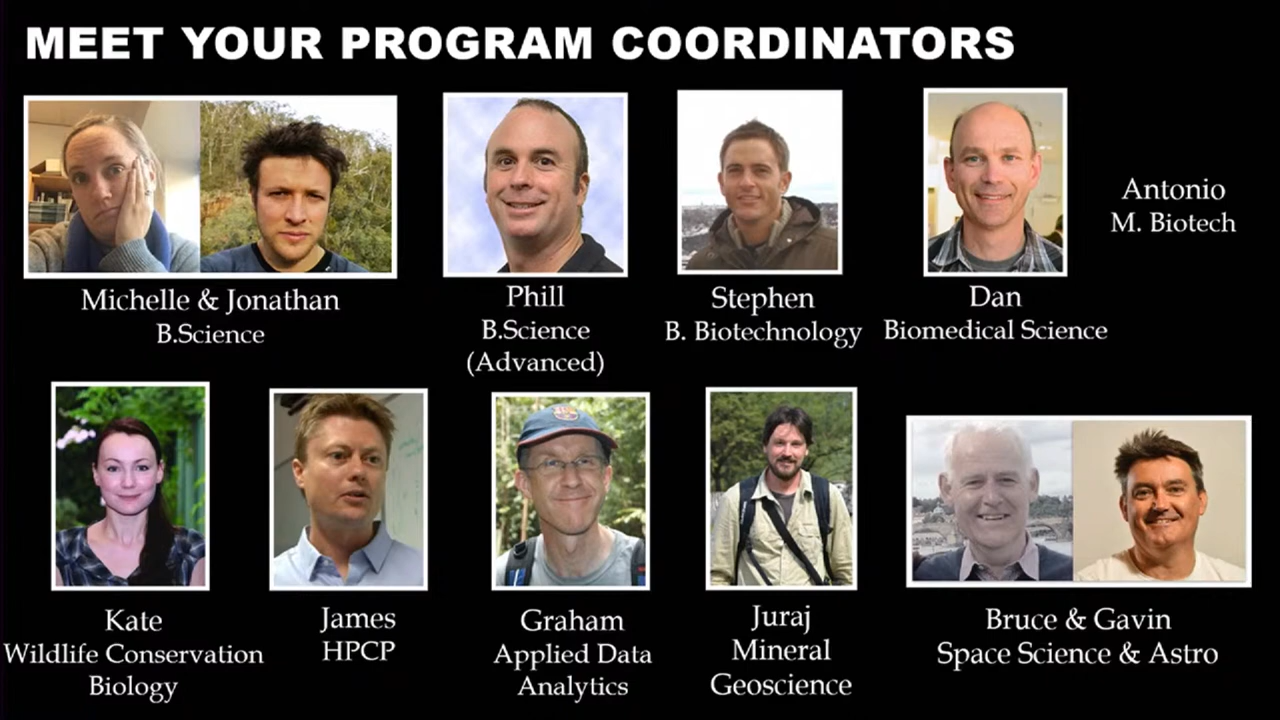 MEET YOUR PROGRAM COORDINATORS
Michelle & Jonathan
B.Science
Phill
B.Science
(Advanced)
Stephen
B. Biotechnology
Dan
Biomedical Science
Antonio
M. Biotech
Kate
Wildlife Conservation
Biology
James
HPCP
Graham
Applied Data
Analytics
Juraj
Mineral
Geoscience
Bruce & Gavin
Space Science & Astro